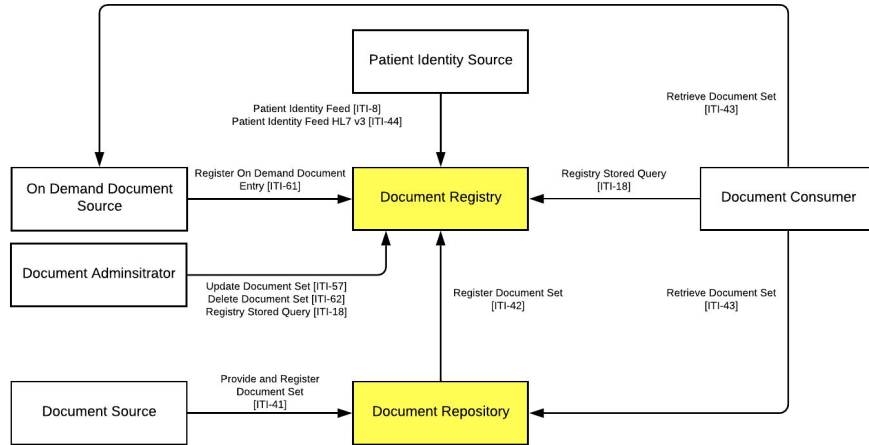 Patient Identity Source
Retrieve Document Set
[ITI-43]
Patient Identity Feed [ITI-8]
Patient Identity Feed HL7 v3 [ITI-44]
On Demand Document
Source
Register On Demand Document
Entry [ITI-61]
Document Registry
Registry Stored Query
[ITI-18]
Document Consumer
Document Adminsitrator
Update Document Set [ITI-57]
Delete Document Set [ITI-62]
Registry Stored Query [ITI-18]
Register Document Set
[ITI-42]
Retrieve Document Set
[ITI-43]
Document Source
Provide and Register
Document Set
[ITI-41]
Document Repository